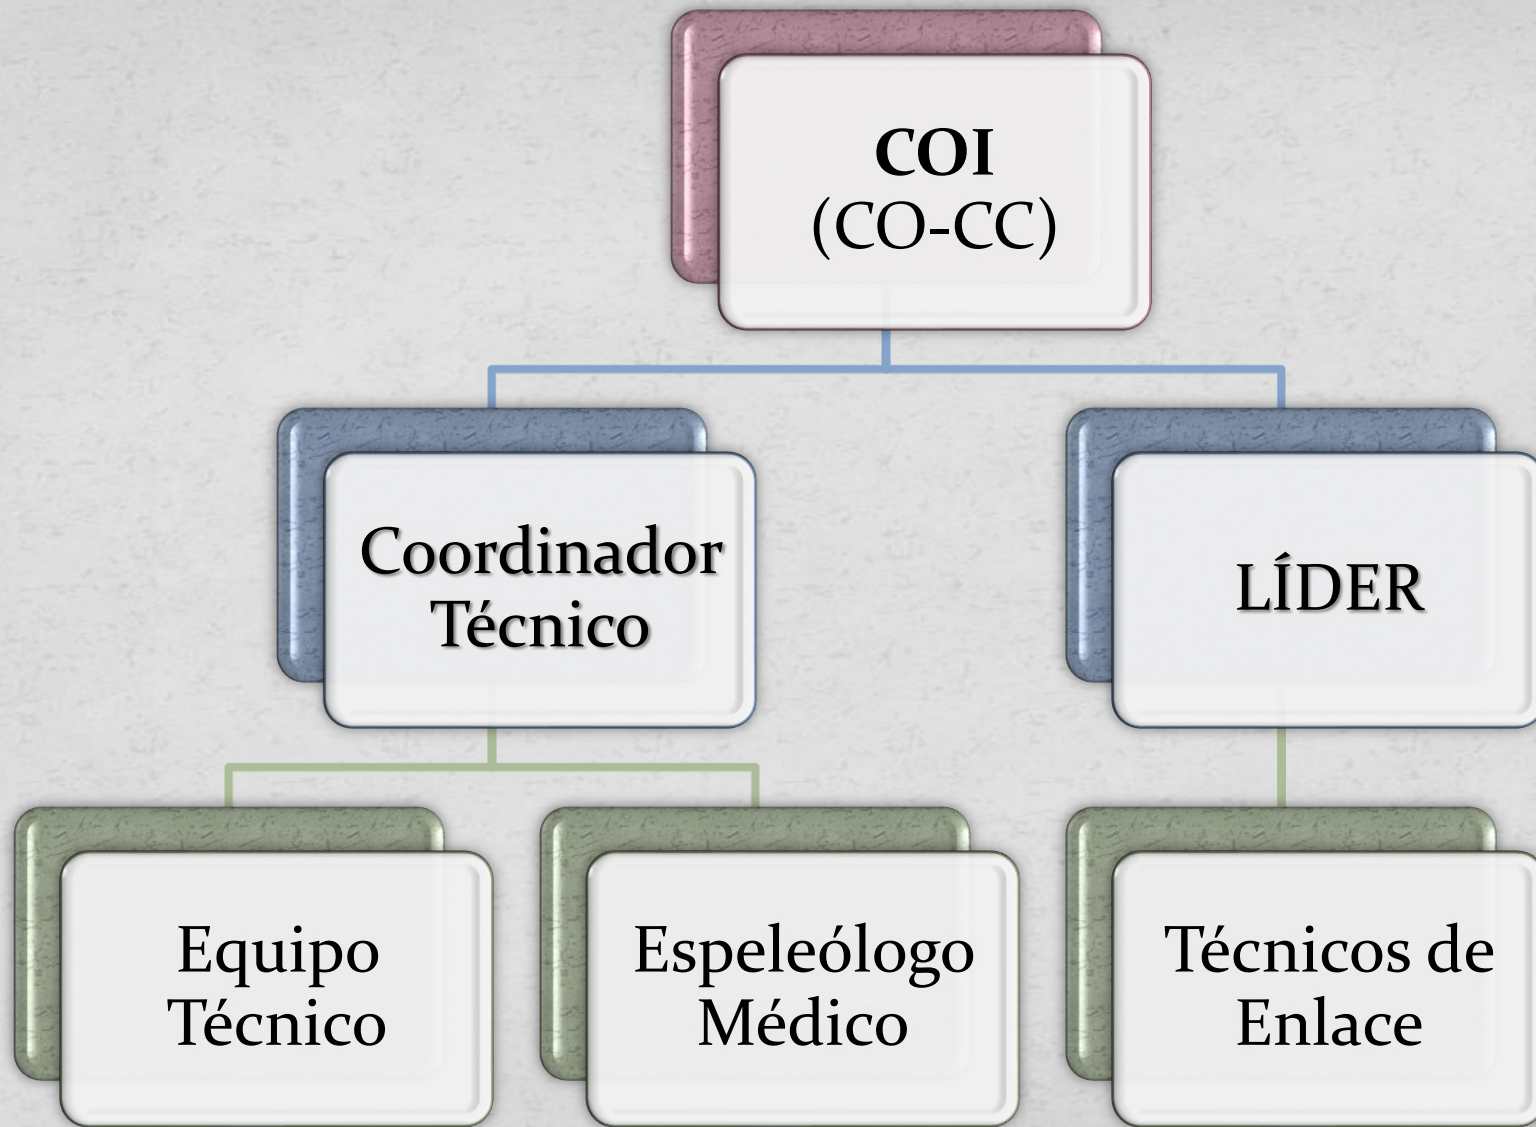 COI
(CO-CC)
Coordinador
Técnico
LÍDER
Equipo
Técnico
Espeleólogo
Médico
Técnicos de
Enlace